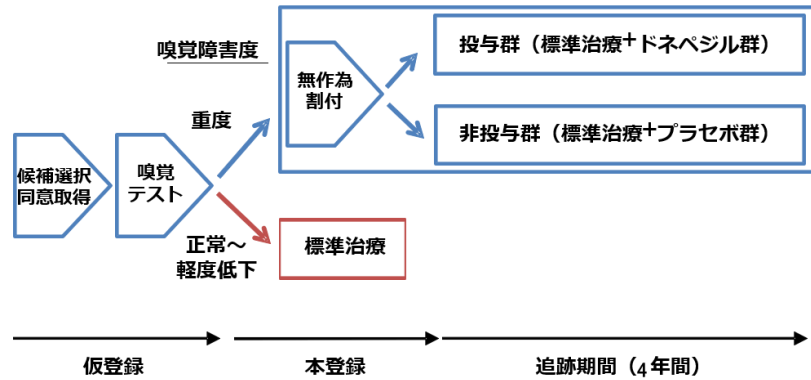 嗅覚障害度
投与群（標準治療+ドネペジル群）
無作為
割付
重度
非投与群（標準治療+プラセボ群）
候補選択
同意取得
嗅覚
テスト
正常～
軽度低下
標準治療
仮登録
本登録
追跡期間（4年間）